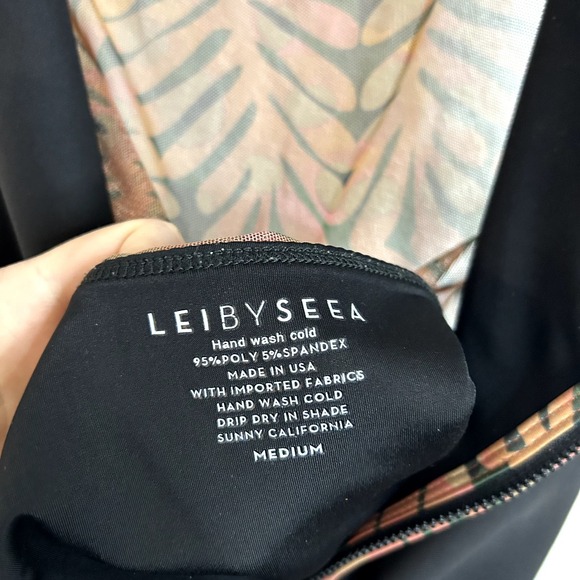 LEIBYSEEA
Hand wash cold
95%POLY 5%SPANDEX
MADE IN USA
WITH IMPORTED FABRICS
HAND WASH COLD
DRIP DRY IN SHADE
SUNNY CALIFORNIA
MEDIUM